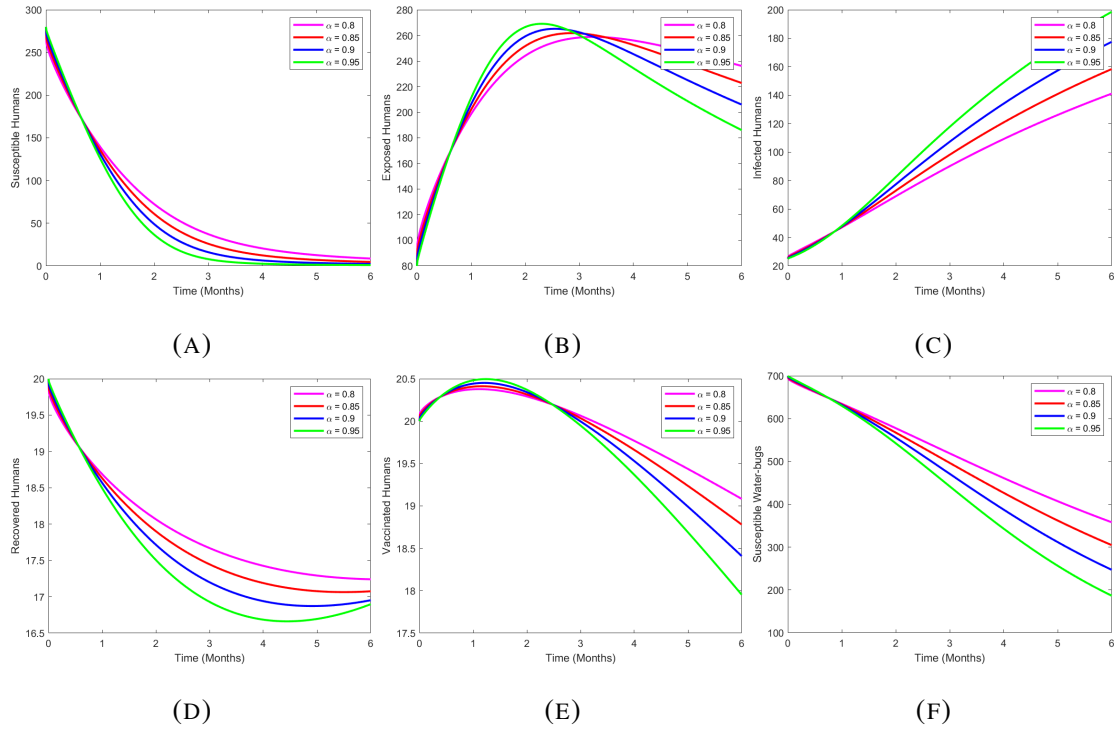 300
250
200
150
100
50
0
Susceptible Humans
α = 0.8
α = 0.85
α = 0.9
α = 0.95
0 1 2 3 4 5 6
Time (Months)
(A)
280
260
240
220
200
180
160
140
120
100
80
Exposed Humans
α = 0.8
α = 0.85
α = 0.9
α = 0.95
0 1 2 3 4 5 6
Time (Months)
(B)
200
180
160
140
120
100
80
60
40
20
Infected Humans
α = 0.8
α = 0.85
α = 0.9
α = 0.95
0 1 2 3 4 5 6
Time (Months)
(C)
20
19.5
19
18.5
18
17.5
17
16.5
Recovered Humans
α = 0.8
α = 0.85
α = 0.9
α = 0.95
0 1 2 3 4 5 6
Time (Months)
(D)
20.5
20
19.5
19
18.5
18
17.5
Vaccinated Humans
α = 0.8
α = 0.85
α = 0.9
α = 0.95
0 1 2 3 4 5 6
Time (Months)
(E)
700
600
500
400
300
200
100
Susceptible Water-bugs
α = 0.8
α = 0.85
α = 0.9
α = 0.95
0 1 2 3 4 5 6
Time (Months)
(F)